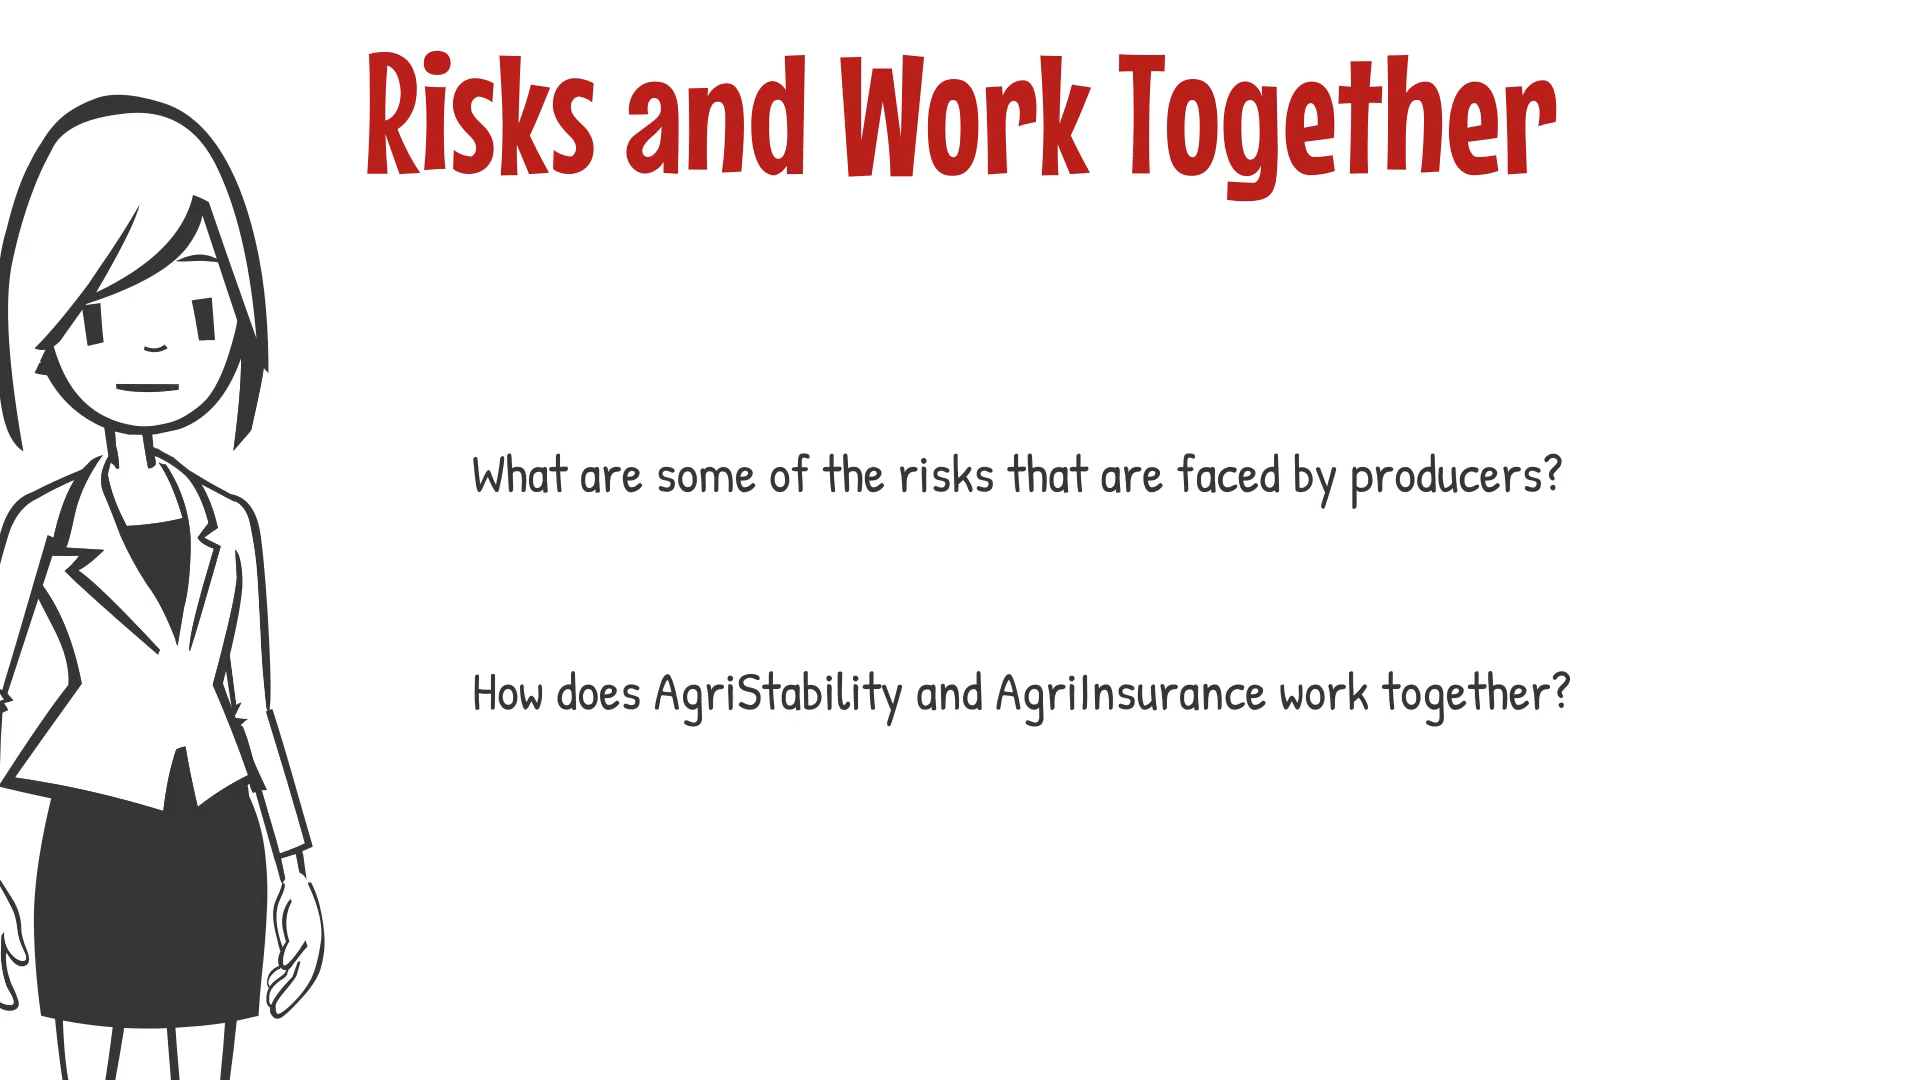 Risks and Work Together
What are some of the risks that are faced by producers?
How does AgriStability and AgriInsurance work together?